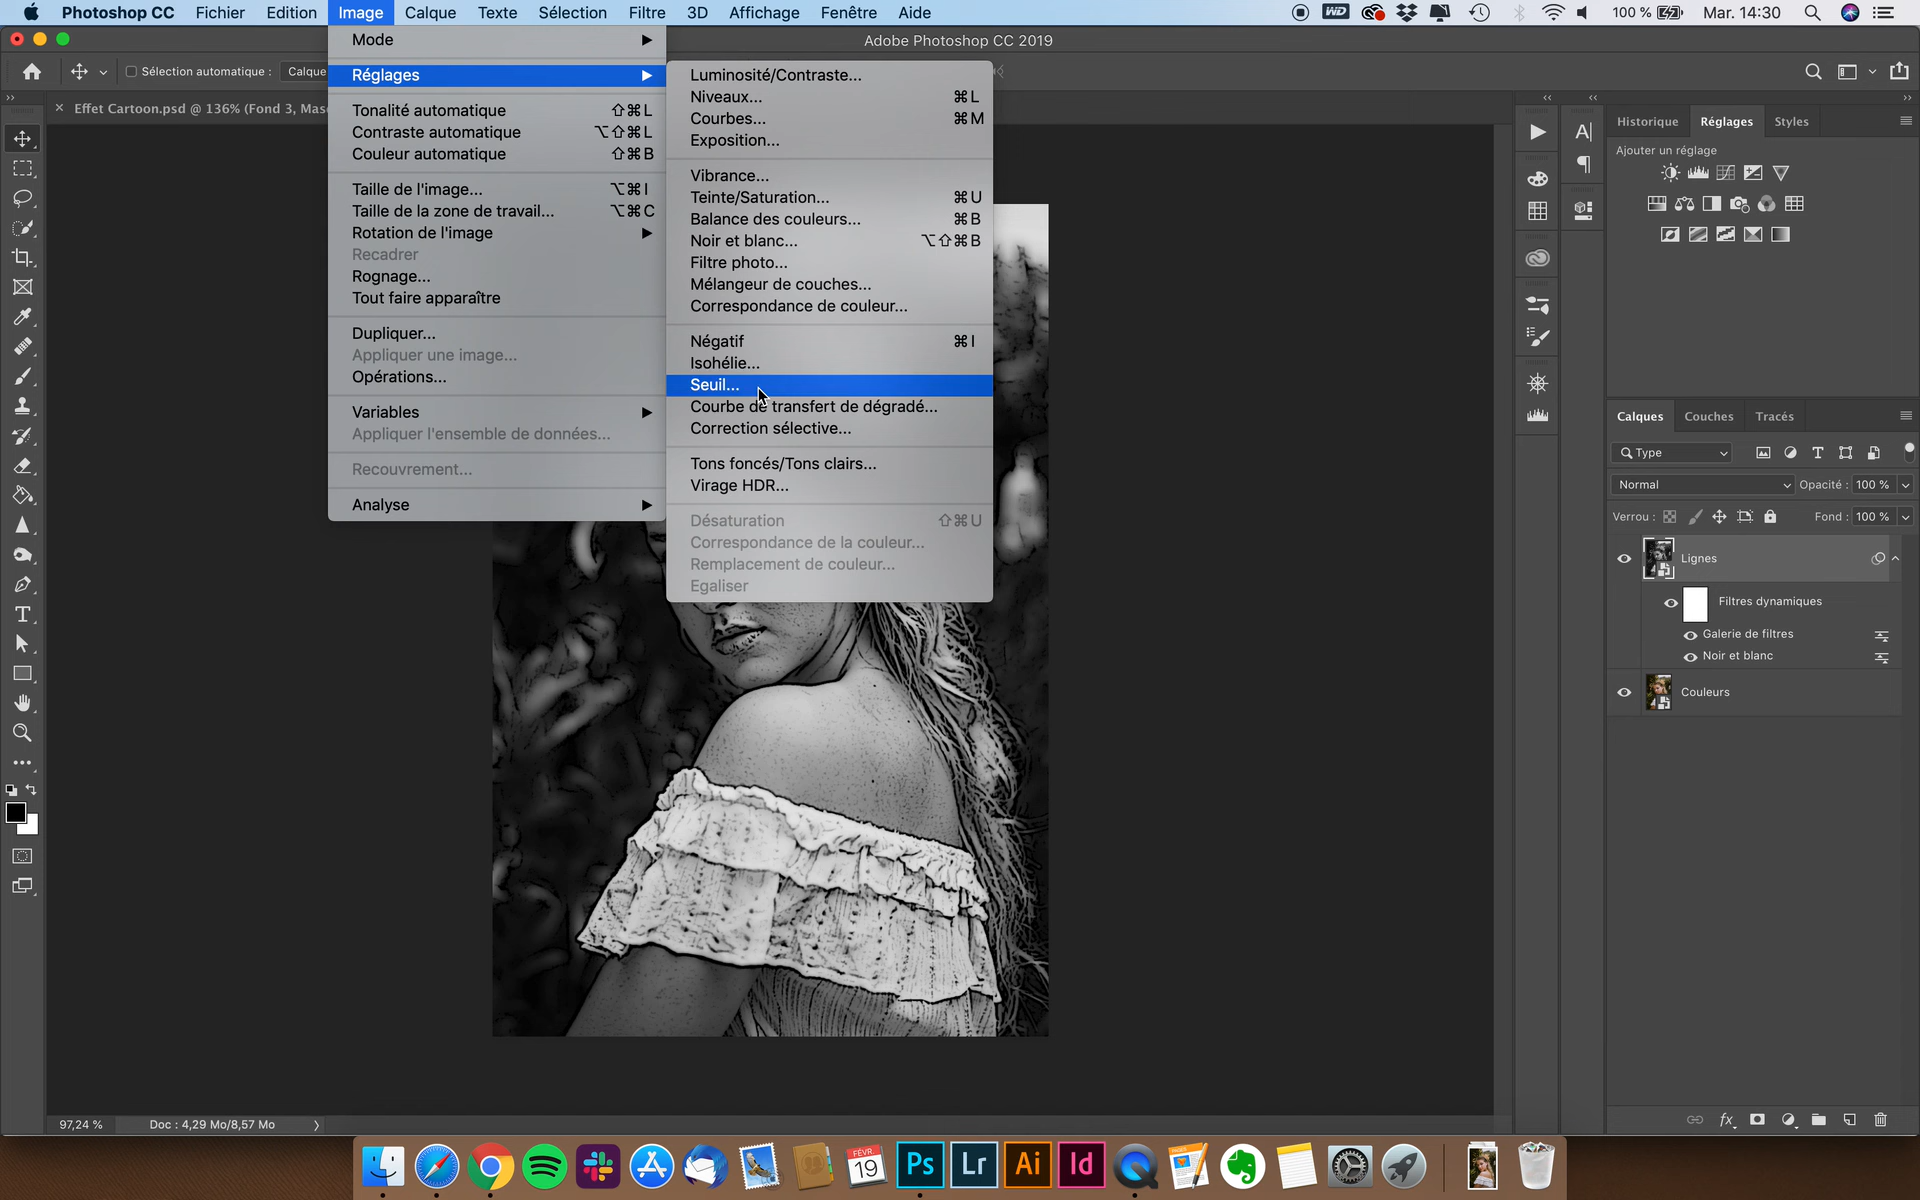 Photoshop CC Fichier Edition Image Calque Texte Sélection Filtre 3D Affichage Fenêtre Aide
100 % Mar. 14:30
Adobe Photoshop CC 2019
Sélection automatique : Calque
Effet Cartoon.psd @ 136% (Fond 3, Mas
Mode
Réglages
Tonalité automatique ⇧⌘L
Contraste automatique ⌥⇧⌘L
Couleur automatique ⇧⌘B
Taille de l'image... ⌥⌘I
Taille de la zone de travail... ⌥⌘C
Rotation de l'image
Recadrer
Rognage...
Tout faire apparaître
Dupliquer...
Appliquer une image...
Opérations...
Variables
Appliquer l'ensemble de données...
Recouvrement...
Analyse
Luminosité/Contraste...
Niveaux... ⌘L
Courbes... ⌘M
Exposition...
Vibrance...
Teinte/Saturation... ⌘U
Balance des couleurs... ⌘B
Noir et blanc... ⌥⇧⌘B
Filtre photo...
Mélangeur de couches...
Correspondance de couleur...
Négatif ⌘I
Isohélie...
Seuil...
Courbe de transfert de dégradé...
Correction sélective...
Tons foncés/Tons clairs...
Virage HDR...
Désaturation ⇧⌘U
Correspondance de la couleur...
Remplacement de couleur...
Egaliser
Historique Réglages Styles
Ajouter un réglage
Calques Couches Tracés
Type
Normal Opacité : 100 %
Verrou : Fond : 100 %
Lignes
Filtres dynamiques
Galerie de filtres
Noir et blanc
Couleurs
fx
97,24 % Doc : 4,29 Mo/8,57 Mo
FÉVR.
19
Ps Lr Ai Id